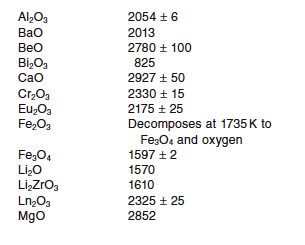 Al₂O₃ 2054 ± 6
BaO 2013
BeO 2780 ± 100
Bi₂O₃ 825
CaO 2927 ± 50
Cr₂O₃ 2330 ± 15
Eu₂O₃ 2175 ± 25
Fe₂O₃ Decomposes at 1735 K to
Fe₃O₄ and oxygen
Fe₃O₄ 1597 ± 2
Li₂O 1570
Li₂ZrO₃ 1610
Ln₂O₃ 2325 ± 25
MgO 2852